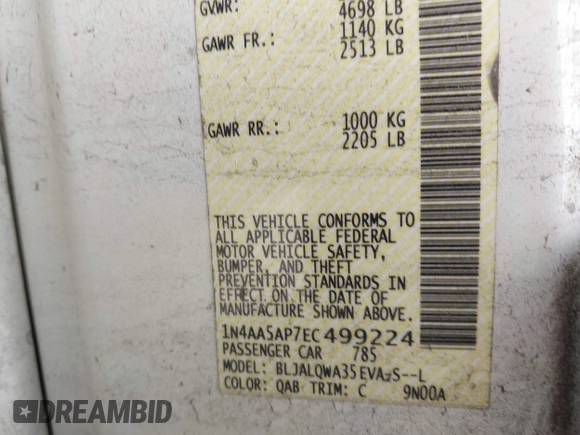 GVWR: 4698 LB
GAWR FR.: 1140 KG
2513 LB
GAWR RR.: 1000 KG
2205 LB
THIS VEHICLE CONFORMS TO
ALL APPLICABLE FEDERAL
MOTOR VEHICLE SAFETY,
BUMPER, AND THEFT
PREVENTION STANDARDS IN
EFFECT ON THE DATE OF
MANUFACTURE SHOWN ABOVE.
1N4AA5AP7EC499224
PASSENGER CAR 785
MODEL: BLJALQWA35EVA-S--L
COLOR: QAB TRIM: C 9N00A
DREAMBID